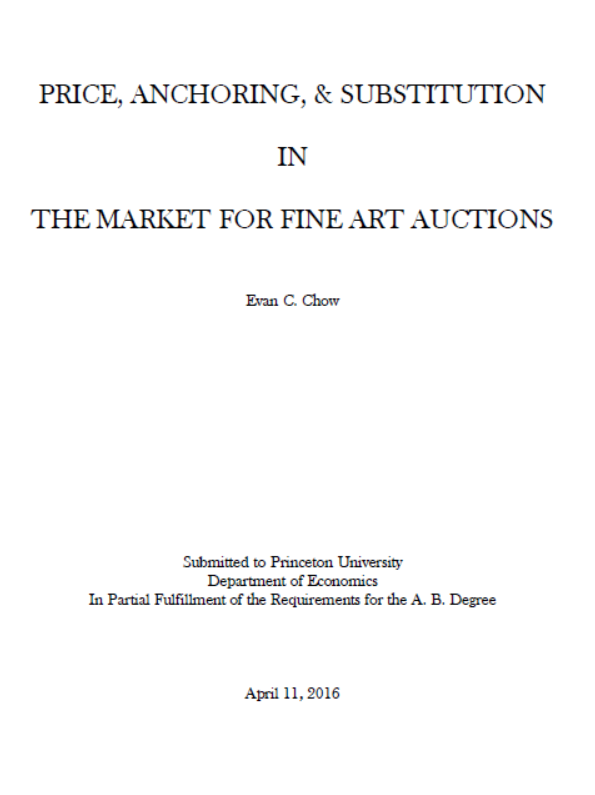 PRICE, ANCHORING, & SUBSTITUTION
IN
THE MARKET FOR FINE ART AUCTIONS
Evan C. Chow
Submitted to Princeton University
Department of Economics
In Partial Fulfillment of the Requirements for the A. B. Degree
April 11, 2016